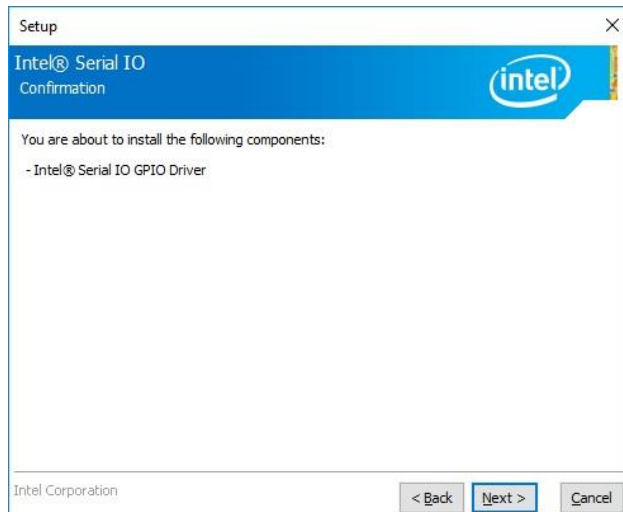 Setup
Intel® Serial IO
Confirmation
intel
You are about to install the following components:
- Intel® Serial IO GPIO Driver
Intel Corporation
< Back
Next >
Cancel